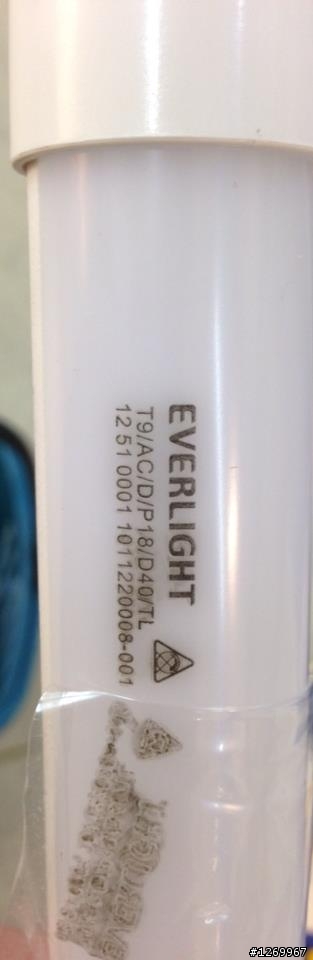 EVERLIGHT
T9/AC/D/P18/D40/TL
12 51 0001 1011220008-001
#1269967